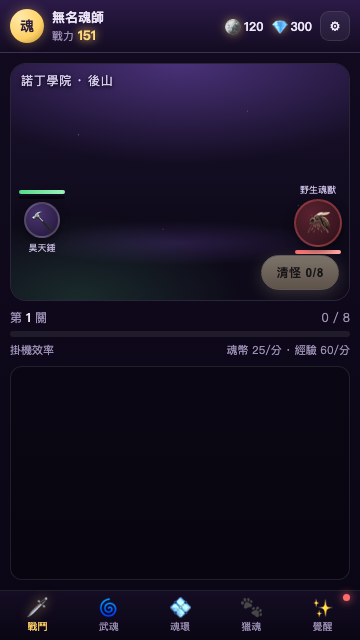 魂
無名魂師
戰力 151
120
300
諾丁學院 · 後山
昊天錘
野生魂獸
清怪 0/8
第 1 關
0 / 8
掛機效率
魂幣 25/分 · 經驗 60/分
戰鬥
武魂
魂環
獵魂
覺醒